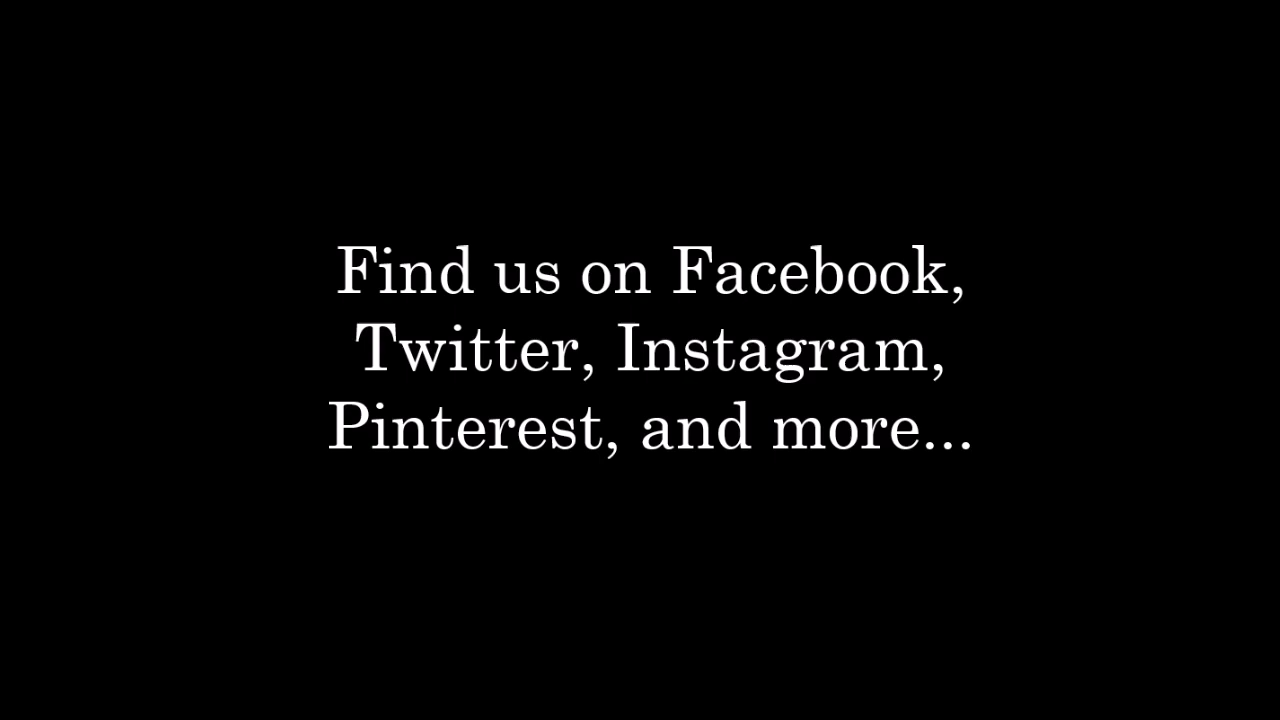 Find us on Facebook,
Twitter, Instagram,
Pinterest, and more...